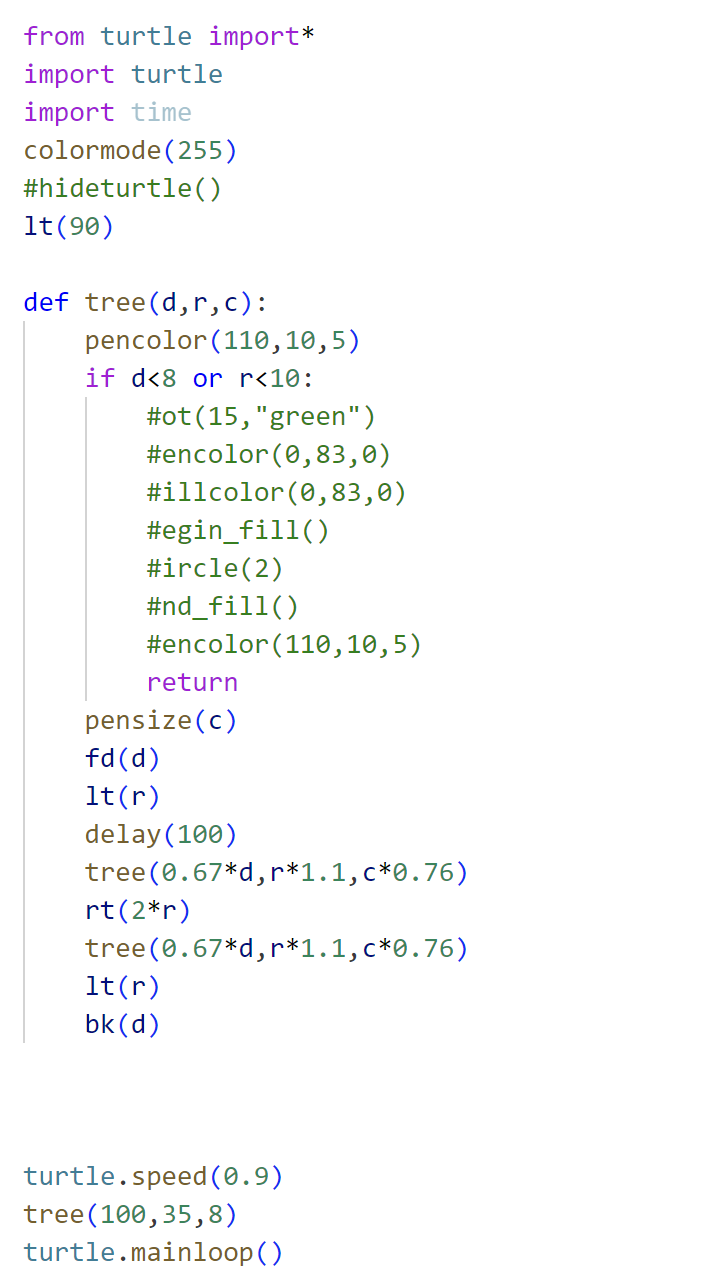 from turtle import*
import turtle
import time
colormode(255)
#hideturtle()
lt(90)
def tree(d,r,c):
    pencolor(110,10,5)
    if d<8 or r<10:
        #ot(15,"green")
        #encolor(0,83,0)
        #illcolor(0,83,0)
        #egin_fill()
        #ircle(2)
        #nd_fill()
        #encolor(110,10,5)
        return
    pensize(c)
    fd(d)
    lt(r)
    delay(100)
    tree(0.67*d,r*1.1,c*0.76)
    rt(2*r)
    tree(0.67*d,r*1.1,c*0.76)
    lt(r)
    bk(d)
turtle.speed(0.9)
tree(100,35,8)
turtle.mainloop()